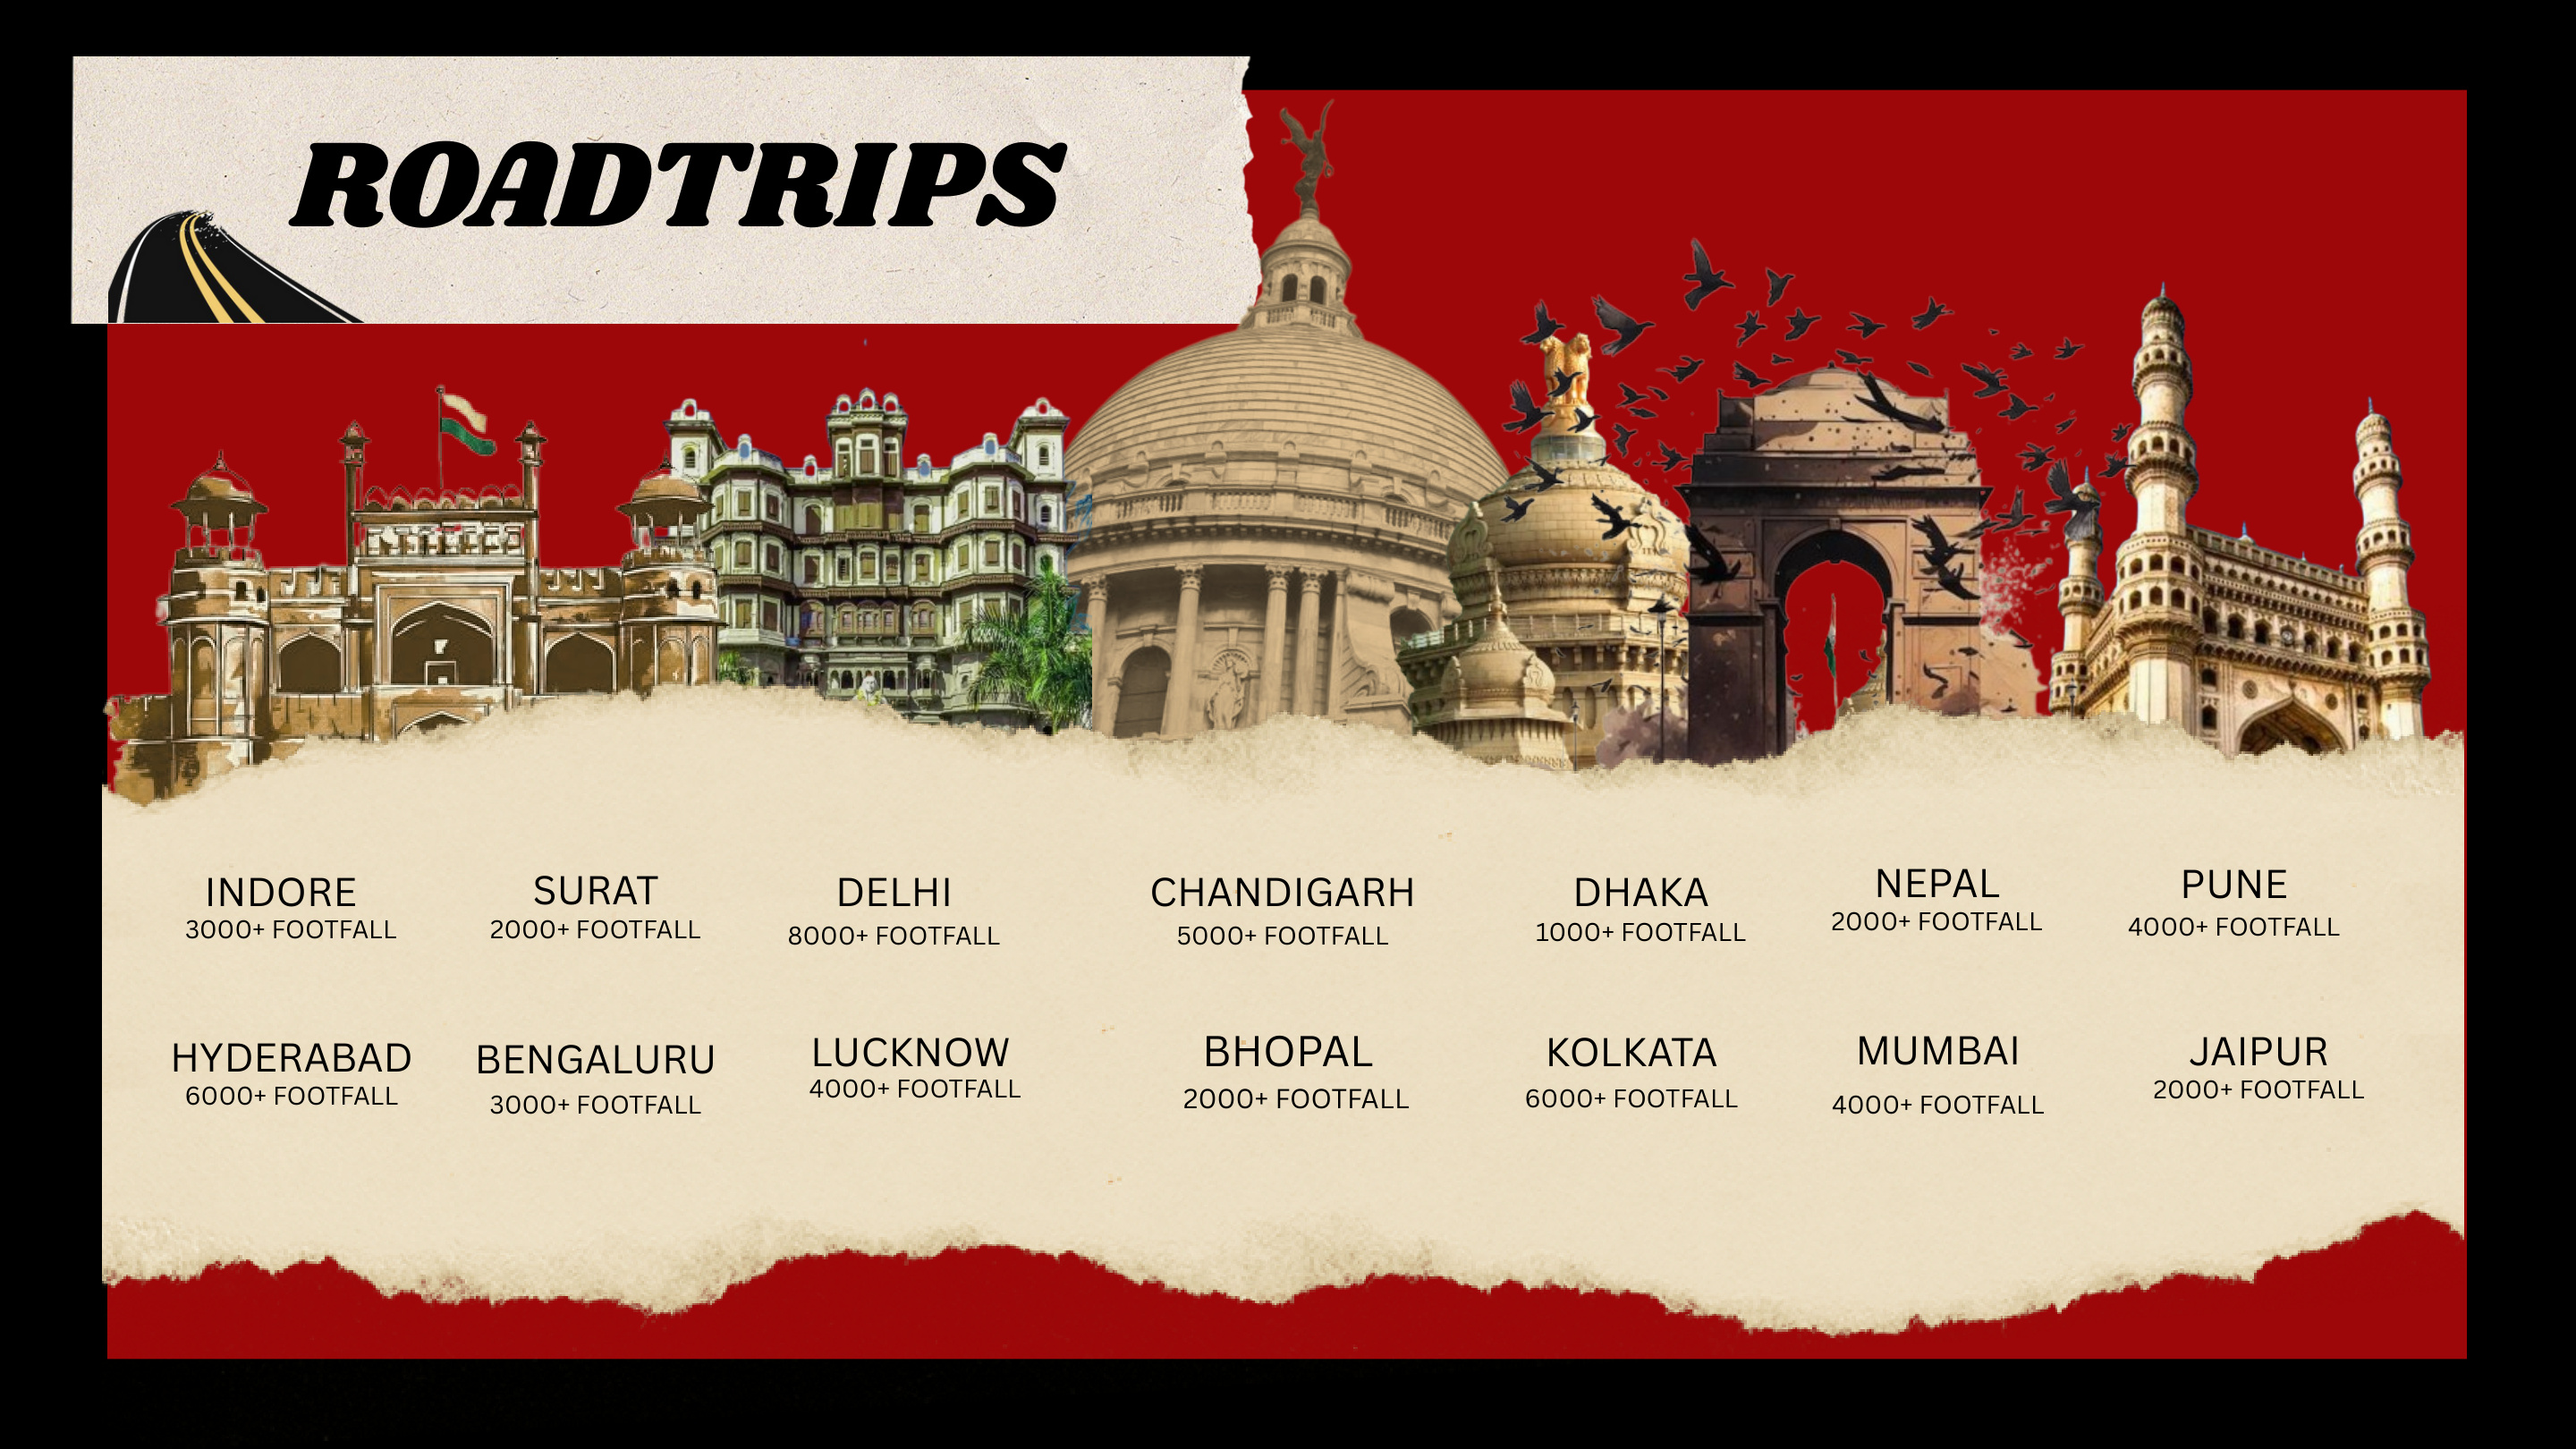 ROADTRIPS
INDORE
3000+ FOOTFALL
SURAT
2000+ FOOTFALL
DELHI
8000+ FOOTFALL
CHANDIGARH
5000+ FOOTFALL
DHAKA
1000+ FOOTFALL
NEPAL
2000+ FOOTFALL
PUNE
4000+ FOOTFALL
HYDERABAD
6000+ FOOTFALL
BENGALURU
3000+ FOOTFALL
LUCKNOW
4000+ FOOTFALL
BHOPAL
2000+ FOOTFALL
KOLKATA
6000+ FOOTFALL
MUMBAI
4000+ FOOTFALL
JAIPUR
2000+ FOOTFALL